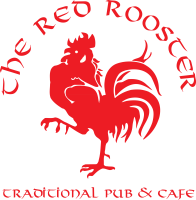 THE RED ROOSTER
TRADITIONAL PUB & CAFE